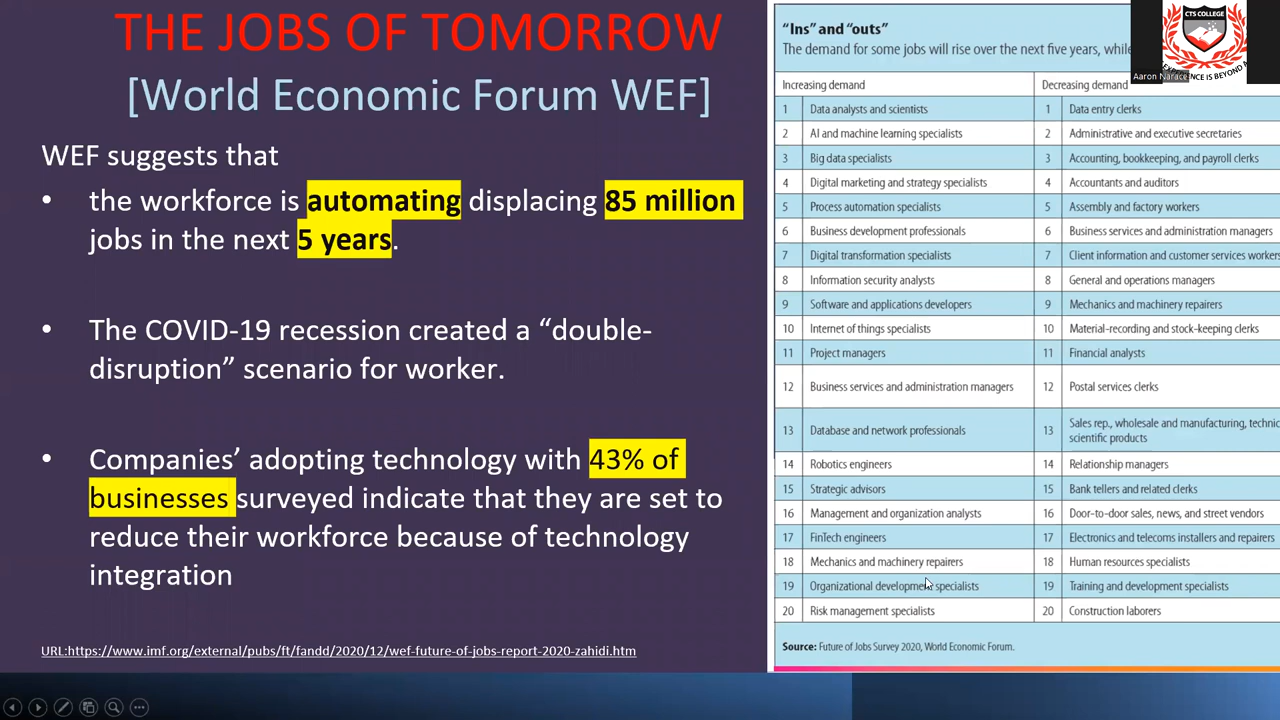 THE JOBS OF TOMORROW
[World Economic Forum WEF]
WEF suggests that
• the workforce is automating displacing 85 million
jobs in the next 5 years.
• The COVID-19 recession created a “double-
disruption” scenario for worker.
• Companies’ adopting technology with 43% of
businesses surveyed indicate that they are set to
reduce their workforce because of technology
integration
URL:https://www.imf.org/external/pubs/ft/fandd/2020/12/wef-future-of-jobs-report-2020-zahidi.htm
“Ins” and “outs”
The demand for some jobs will rise over the next five years, while
Increasing demand
1 Data analysts and scientists
2 AI and machine learning specialists
3 Big data specialists
4 Digital marketing and strategy specialists
5 Process automation specialists
6 Business development professionals
7 Digital transformation specialists
8 Information security analysts
9 Software and applications developers
10 Internet of things specialists
11 Project managers
12 Business services and administration managers
13 Database and network professionals
14 Robotics engineers
15 Strategic advisors
16 Management and organization analysts
17 FinTech engineers
18 Mechanics and machinery repairers
19 Organizational development specialists
20 Risk management specialists
Decreasing demand
1 Data entry clerks
2 Administrative and executive secretaries
3 Accounting, bookkeeping, and payroll clerks
4 Accountants and auditors
5 Assembly and factory workers
6 Business services and administration managers
7 Client information and customer services workers
8 General and operations managers
9 Mechanics and machinery repairers
10 Material-recording and stock-keeping clerks
11 Financial analysts
12 Postal services clerks
13 Sales rep., wholesale and manufacturing,
scientific products
14 Relationship managers
15 Bank tellers and related clerks
16 Door-to-door sales, news, and street vendors
17 Electronics and telecoms installers and repairers
18 Human resources specialists
19 Training and development specialists
20 Construction laborers
Source: Future of Jobs Survey 2020, World Economic Forum.
CTS COLLEGE
IS BEYOND
Aaron Narace